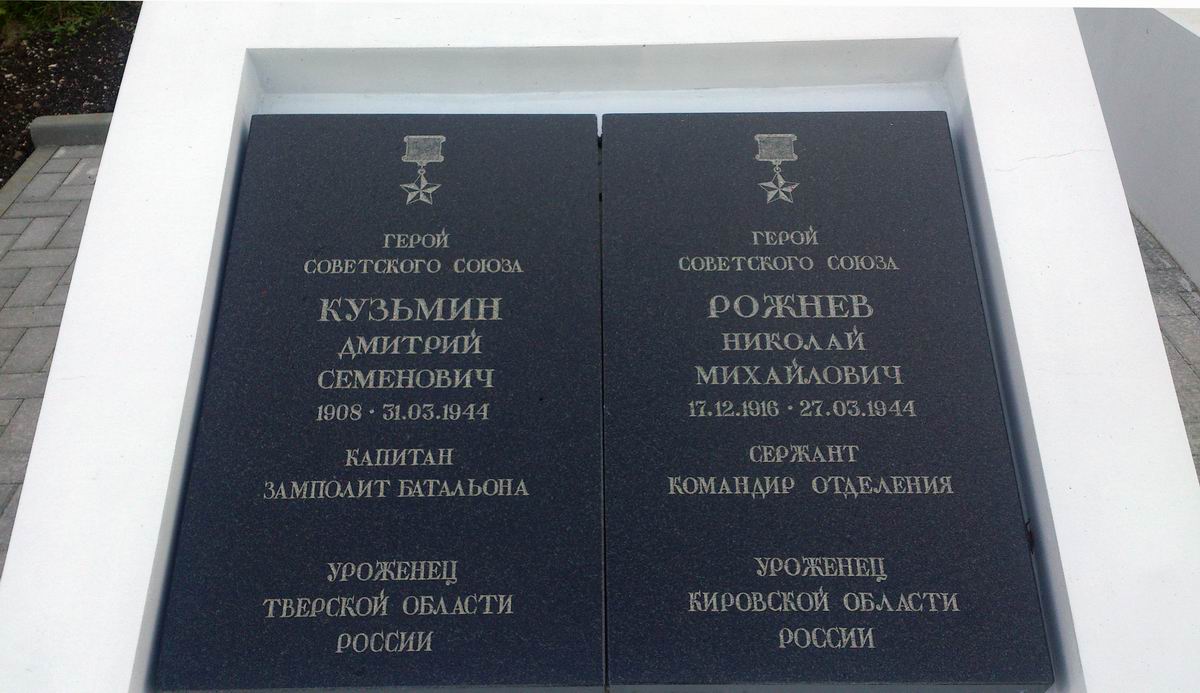 ГЕРОЙ
СОВЕТСКОГО СОЮЗА
КУЗЬМИН
ДМИТРИЙ
СЕМЕНОВИЧ
1908 · 31.03.1944
КАПИТАН
ЗАМПОЛИТ БАТАЛЬОНА
УРОЖЕНЕЦ
ТВЕРСКОЙ ОБЛАСТИ
РОССИИ
ГЕРОЙ
СОВЕТСКОГО СОЮЗА
РОЖНЕВ
НИКОЛАЙ
МИХАЙЛОВИЧ
17.12.1916 · 27.03.1944
СЕРЖАНТ
КОМАНДИР ОТДЕЛЕНИЯ
УРОЖЕНЕЦ
КИРОВСКОЙ ОБЛАСТИ
РОССИИ